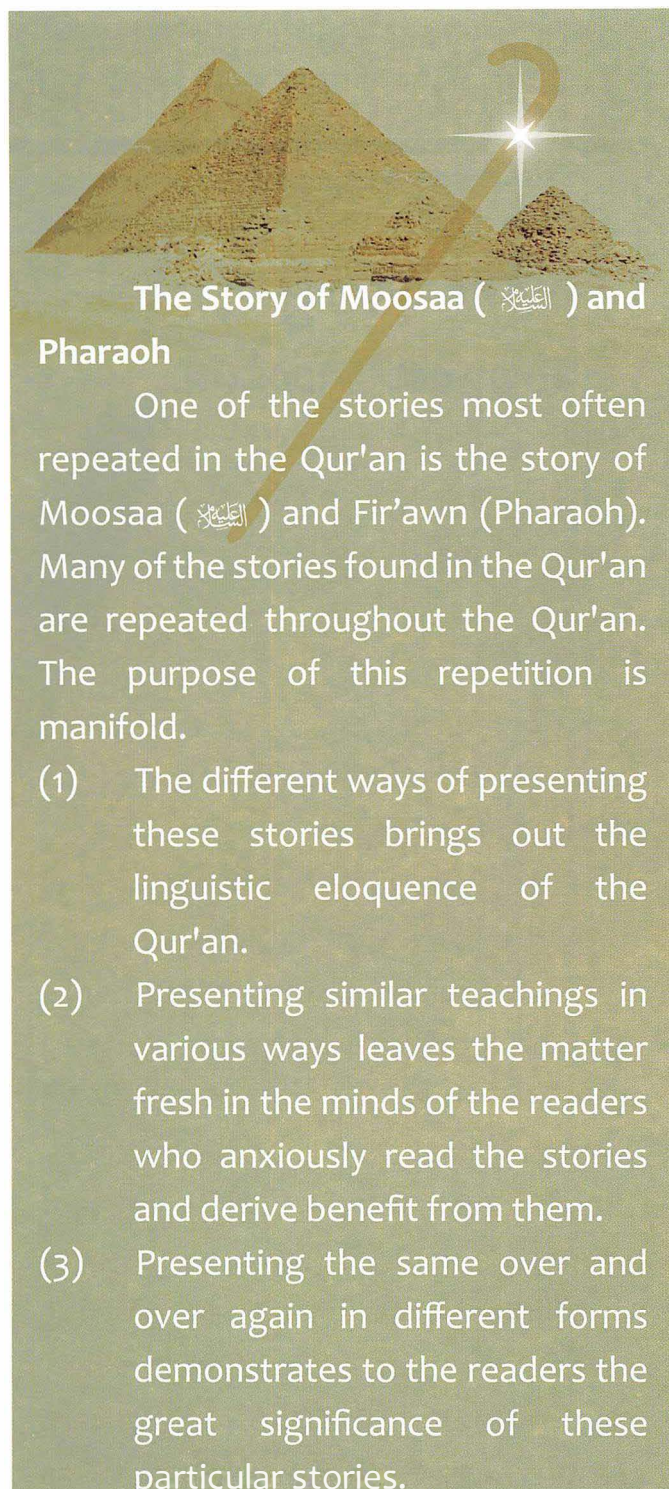 The Story of Moosaa ( عليه السلام ) and
Pharaoh
One of the stories most often
repeated in the Qur'an is the story of
Moosaa ( عليه السلام ) and Fir’awn (Pharaoh).
Many of the stories found in the Qur'an
are repeated throughout the Qur'an.
The purpose of this repetition is
manifold.
(1) The different ways of presenting
these stories brings out the
linguistic eloquence of the
Qur'an.
(2) Presenting similar teachings in
various ways leaves the matter
fresh in the minds of the readers
who anxiously read the stories
and derive benefit from them.
(3) Presenting the same over and
over again in different forms
demonstrates to the readers the
great significance of these
particular stories.